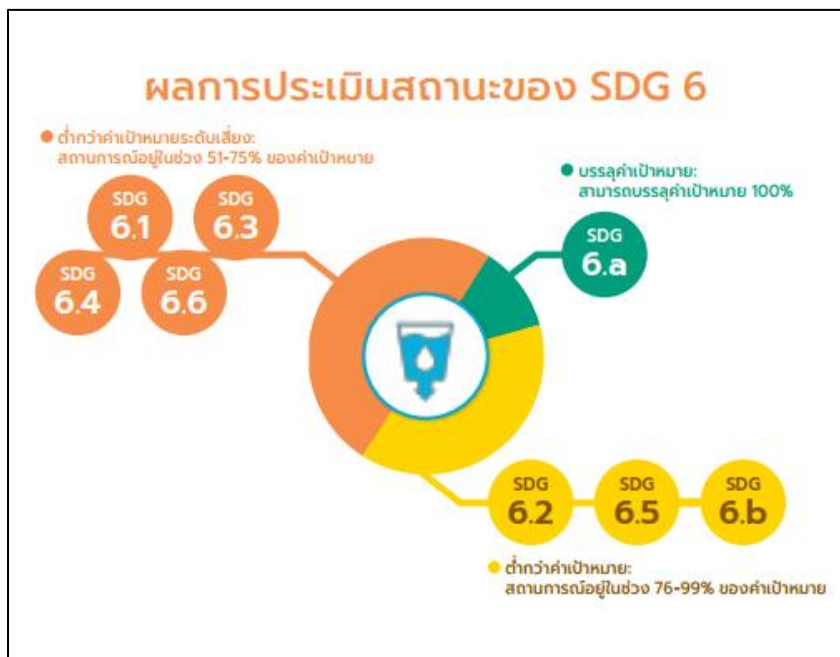 ผลการประเมินสถานะของ SDG 6
ต่ำกว่าค่าเป้าหมายระดับเสี่ยง:
สถานการณ์อยู่ในช่วง 51-75% ของค่าเป้าหมาย
SDG
6.1
SDG
6.3
SDG
6.4
SDG
6.6
บรรลุค่าเป้าหมาย:
สามารถบรรลุค่าเป้าหมาย 100%
SDG
6.a
SDG
6.2
SDG
6.5
SDG
6.b
ต่ำกว่าค่าเป้าหมาย:
สถานการณ์อยู่ในช่วง 76-99% ของค่าเป้าหมาย